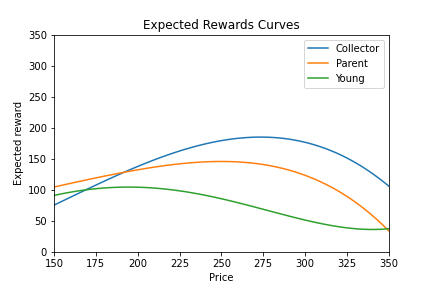 Expected Rewards Curves
350
300
250
200
150
100
50
0
Expected reward
Collector
Parent
Young
150 175 200 225 250 275 300 325 350
Price